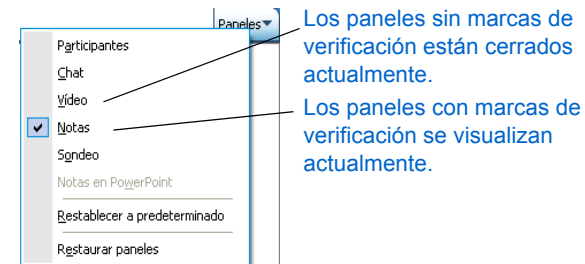 Paneles
Participantes
Chat
Vídeo
Notas
Sondeo
Notas en PowerPoint
Restablecer a predeterminado
Restaurar paneles
Los paneles sin marcas de
verificación están cerrados
actualmente.
Los paneles con marcas de
verificación se visualizan
actualmente.